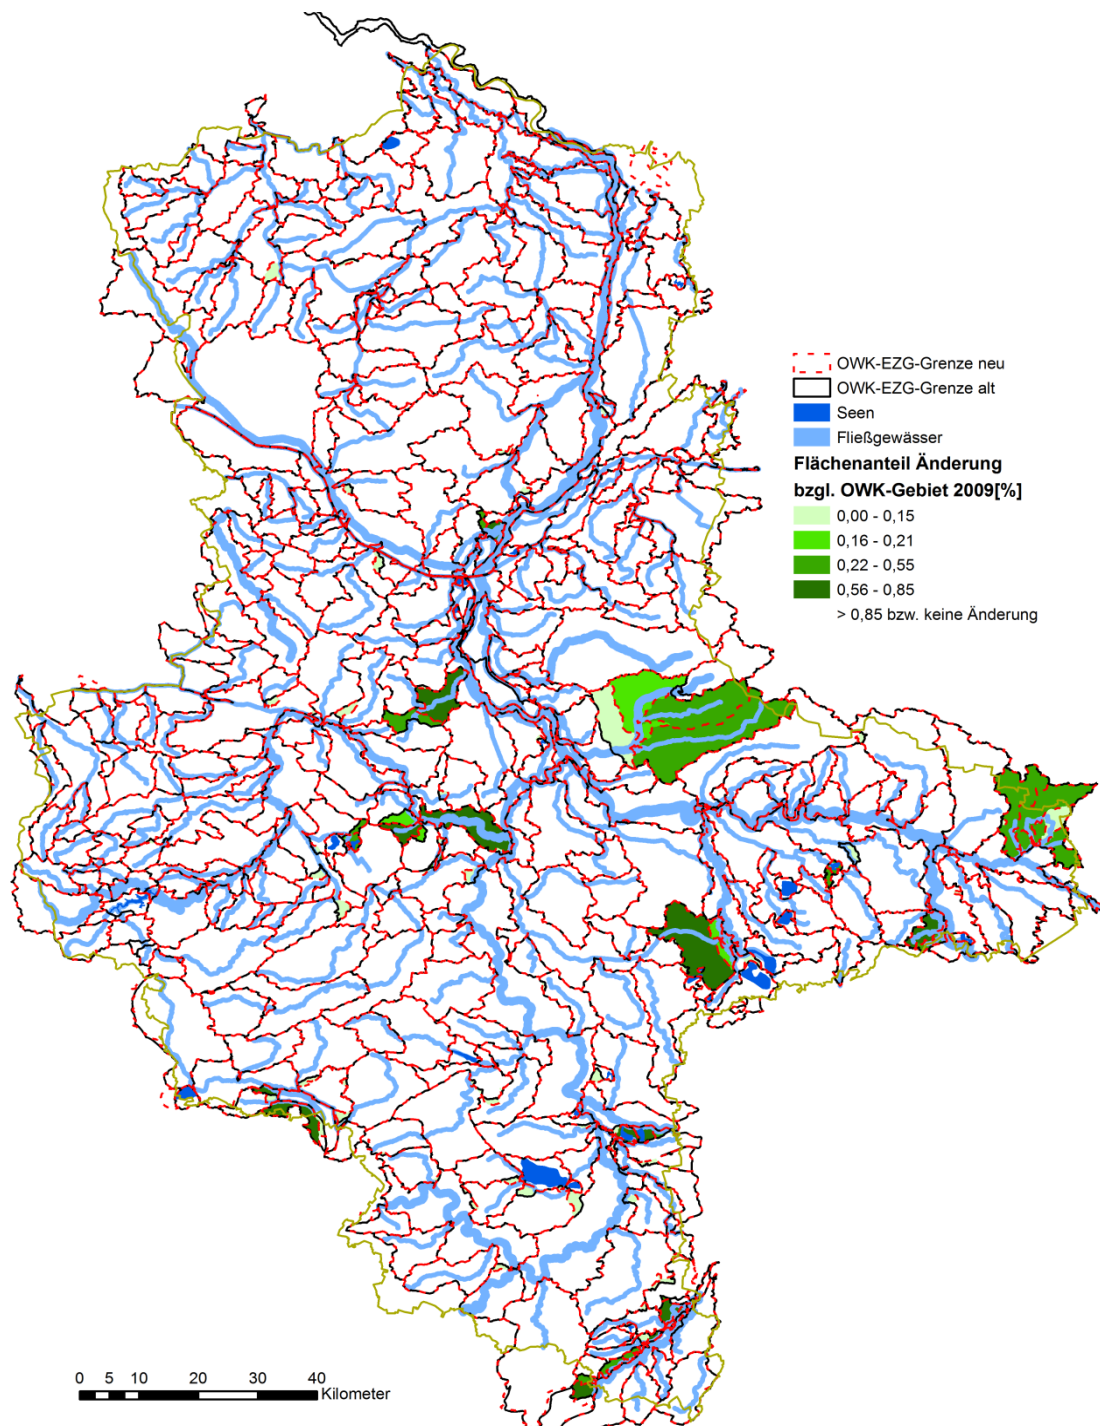 OWK-EZG-Grenze neu
OWK-EZG-Grenze alt
Seen
Fließgewässer
Flächenanteil Änderung
bzgl. OWK-Gebiet 2009[%]
0,00 - 0,15
0,16 - 0,21
0,22 - 0,55
0,56 - 0,85
> 0,85 bzw. keine Änderung
0 5 10 20 30 40
Kilometer